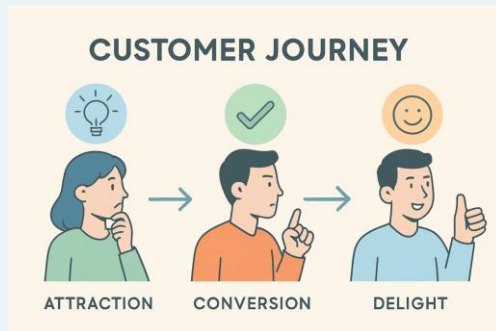 CUSTOMER JOURNEY
ATTRACTION
CONVERSION
DELIGHT